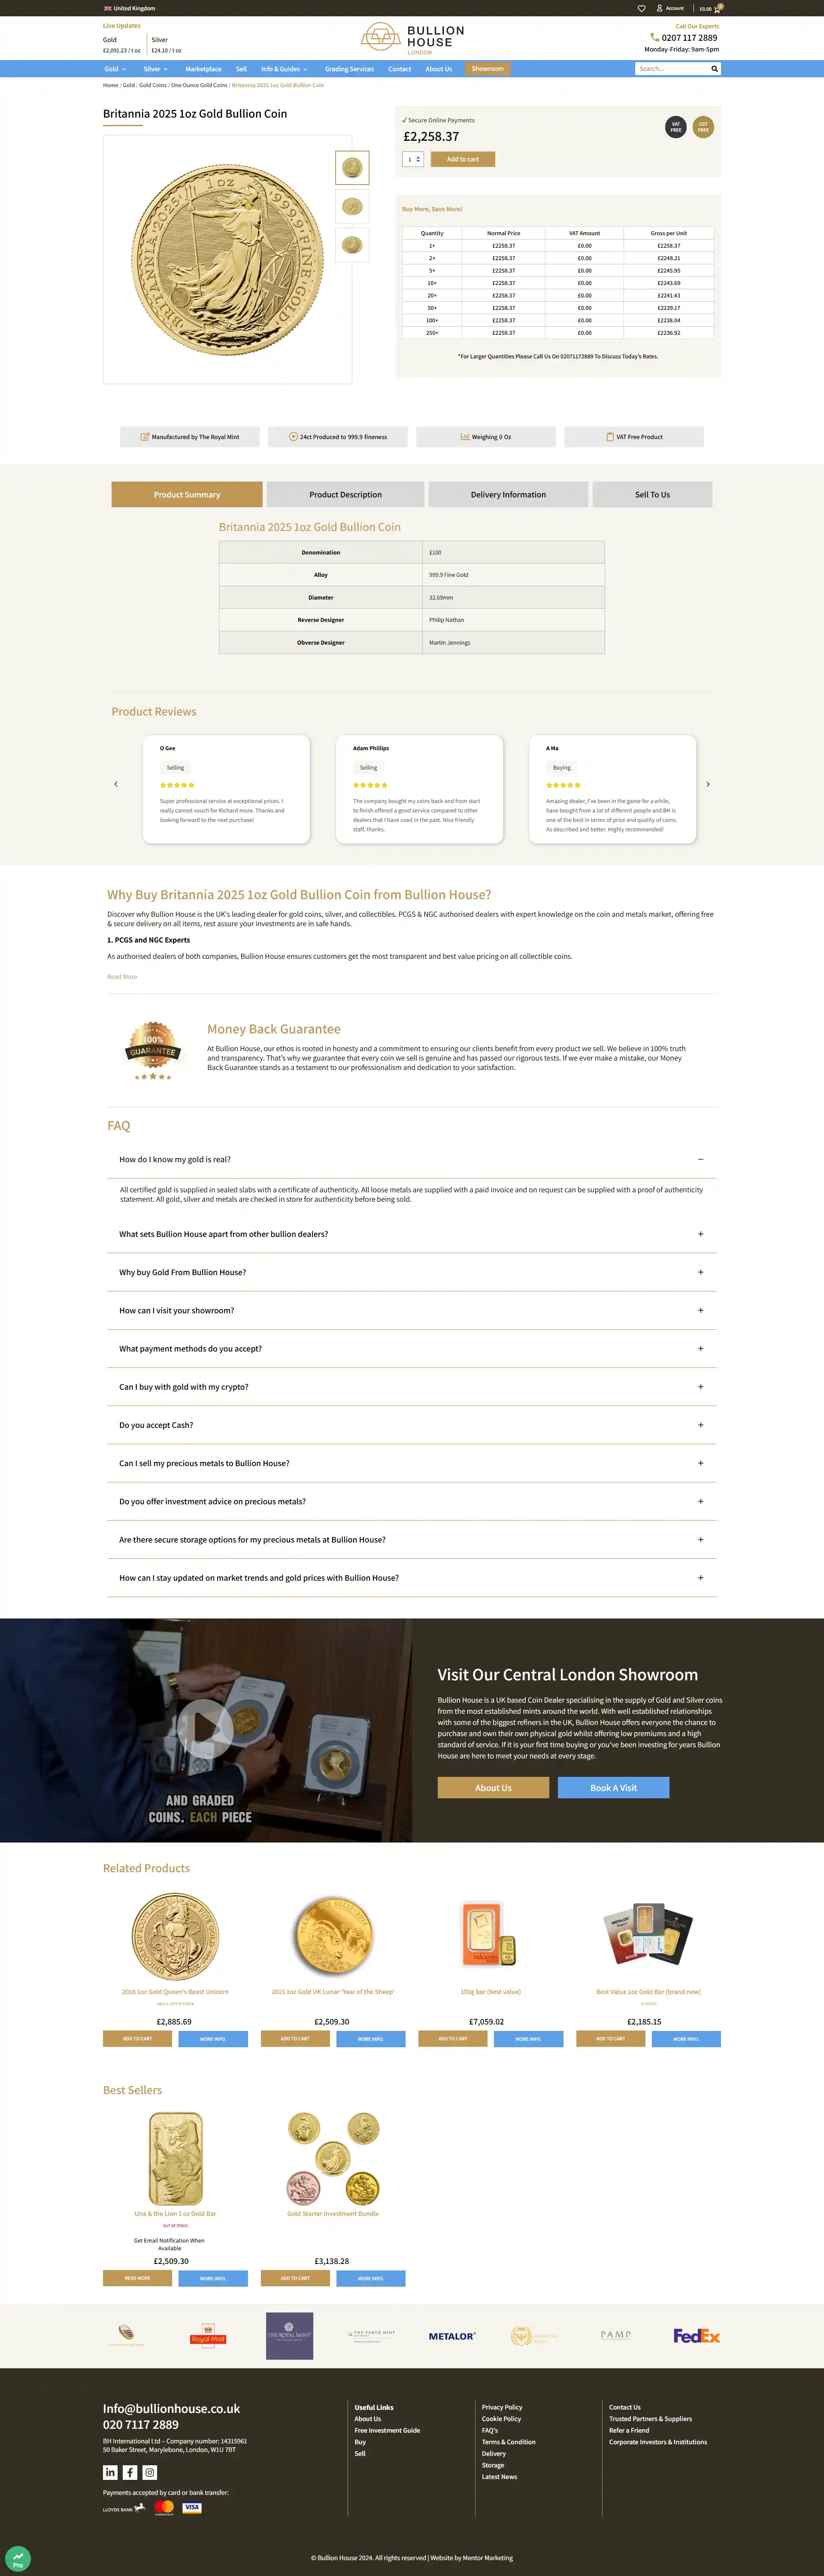 United Kingdom
Account
£0.00
0
Live Updates
Gold
£2,091.23 / 1 oz
Silver
£24.10 / 1 oz
BULLION
HOUSE
LONDON
Call Our Experts
0207 117 2889
Monday-Friday: 9am-5pm
Gold
Silver
Marketplace
Sell
Info & Guides
Grading Services
Contact
About Us
Showroom
Search...
Home / Gold / Gold Coins / One Ounce Gold Coins / Britannia 2025 1oz Gold Bullion Coin
Britannia 2025 1oz Gold Bullion Coin
BRITANNIA · 2025 · 1oz · 999.9 · FINE · GOLD
✓ Secure Online Payments
£2,258.37
VAT
FREE
CGT
FREE
1
Add to cart
Buy More, Save More!
Quantity Normal Price VAT Amount Gross per Unit
1+ £2258.37 £0.00 £2258.37
2+ £2258.37 £0.00 £2248.21
5+ £2258.37 £0.00 £2245.95
10+ £2258.37 £0.00 £2243.69
20+ £2258.37 £0.00 £2241.43
50+ £2258.37 £0.00 £2239.17
100+ £2258.37 £0.00 £2238.04
250+ £2258.37 £0.00 £2236.92
*For Larger Quantities Please Call Us On 02071172889 To Discuss Today's Rates.
Manufactured by The Royal Mint
24ct Produced to 999.9 fineness
Weighing 0 Oz
VAT Free Product
Product Summary
Product Description
Delivery Information
Sell To Us
Britannia 2025 1oz Gold Bullion Coin
Denomination £100
Alloy 999.9 Fine Gold
Diameter 32.69mm
Reverse Designer Philip Nathan
Obverse Designer Martin Jennings
Product Reviews
O Gee
Selling
Super professional service at exceptional prices. I
really cannot vouch for Richard more. Thanks and
looking forward to the next purchase!
Adam Phillips
Selling
The company bought my coins back and from start
to finish offered a good service compared to other
dealers that I have used in the past. Nice friendly
staff, thanks.
A Ma
Buying
Amazing dealer, I've been in the game for a while,
have bought from a lot of different people and BH is
one of the best in terms of price and quality of coins.
As described and better. Highly recommended!
Why Buy Britannia 2025 1oz Gold Bullion Coin from Bullion House?
Discover why Bullion House is the UK's leading dealer for gold coins, silver, and collectibles. PCGS & NGC authorised dealers with expert knowledge on the coin and metals market, offering free
& secure delivery on all items, rest assure your investments are in safe hands.
1. PCGS and NGC Experts
As authorised dealers of both companies, Bullion House ensures customers get the most transparent and best value pricing on all collectible coins.
Read More
100%
GUARANTEE
Money Back Guarantee
At Bullion House, our ethos is rooted in honesty and a commitment to ensuring our clients benefit from every product we sell. We believe in 100% truth
and transparency. That's why we guarantee that every coin we sell is genuine and has passed our rigorous tests. If we ever make a mistake, our Money
Back Guarantee stands as a testament to our professionalism and dedication to your satisfaction.
FAQ
How do I know my gold is real?
All certified gold is supplied in sealed slabs with a certificate of authenticity. All loose metals are supplied with a paid invoice and on request can be supplied with a proof of authenticity
statement. All gold, silver and metals are checked in store for authenticity before being sold.
What sets Bullion House apart from other bullion dealers?
Why buy Gold From Bullion House?
How can I visit your showroom?
What payment methods do you accept?
Can I buy with gold with my crypto?
Do you accept Cash?
Can I sell my precious metals to Bullion House?
Do you offer investment advice on precious metals?
Are there secure storage options for my precious metals at Bullion House?
How can I stay updated on market trends and gold prices with Bullion House?
AND GRADED
COINS. EACH PIECE
Visit Our Central London Showroom
Bullion House is a UK based Coin Dealer specialising in the supply of Gold and Silver coins
from the most established mints around the world. With well established relationships
with some of the biggest refiners in the UK, Bullion House offers everyone the chance to
purchase and own their own physical gold whilst offering low premiums and a high
standard of service. If it is your first time buying or you've been investing for years Bullion
House are here to meet your needs at every stage.
About Us
Book A Visit
Related Products
2018 1oz Gold Queen's Beast Unicorn
ONLY 2 LEFT IN STOCK
£2,885.69
ADD TO CART
MORE INFO.
2015 1oz Gold UK Lunar 'Year of the Sheep'
£2,509.30
ADD TO CART
MORE INFO.
100g bar (best value)
£7,059.02
ADD TO CART
MORE INFO.
Best Value 1oz Gold Bar (brand new)
IN STOCK
£2,185.15
ADD TO CART
MORE INFO.
Best Sellers
Una & the Lion 1 oz Gold Bar
OUT OF STOCK
Get Email Notification When
Available
£2,509.30
READ MORE
MORE INFO.
Gold Starter Investment Bundle
£3,138.28
ADD TO CART
MORE INFO.
Royal Mail
THE ROYAL MINT
THE PERTH MINT
METALOR
PAMP
FedEx
Info@bullionhouse.co.uk
020 7117 2889
BH International Ltd – Company number: 14315961
50 Baker Street, Marylebone, London, W1U 7BT
Payments accepted by card or bank transfer:
LLOYDS BANK
VISA
Useful Links
About Us
Free Investment Guide
Buy
Sell
Privacy Policy
Cookie Policy
FAQ's
Terms & Condition
Delivery
Storage
Latest News
Contact Us
Trusted Partners & Suppliers
Refer a Friend
Corporate Investors & Institutions
© Bullion House 2024. All rights reserved | Website by Mentor Marketing
Pro